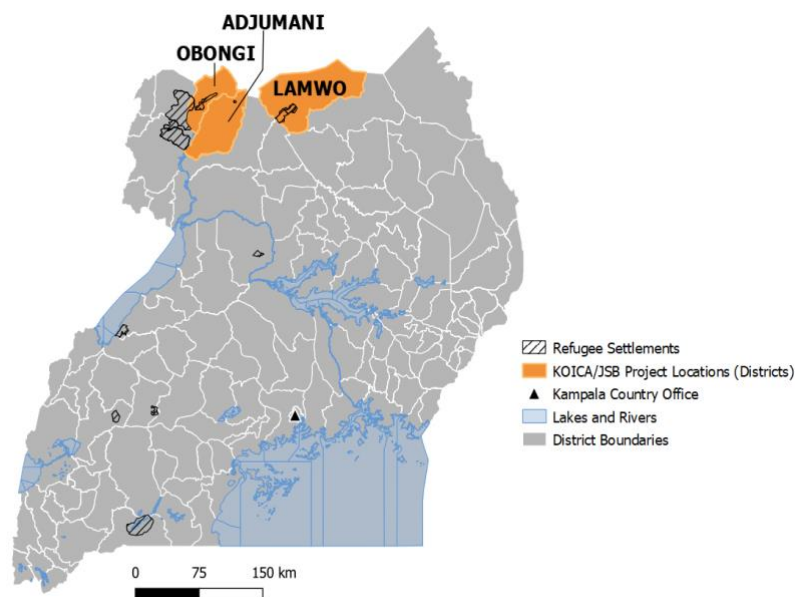 ADJUMANI
OBONGI
LAMWO
Refugee Settlements
KOICA/JSB Project Locations (Districts)
Kampala Country Office
Lakes and Rivers
District Boundaries
0 75 150 km